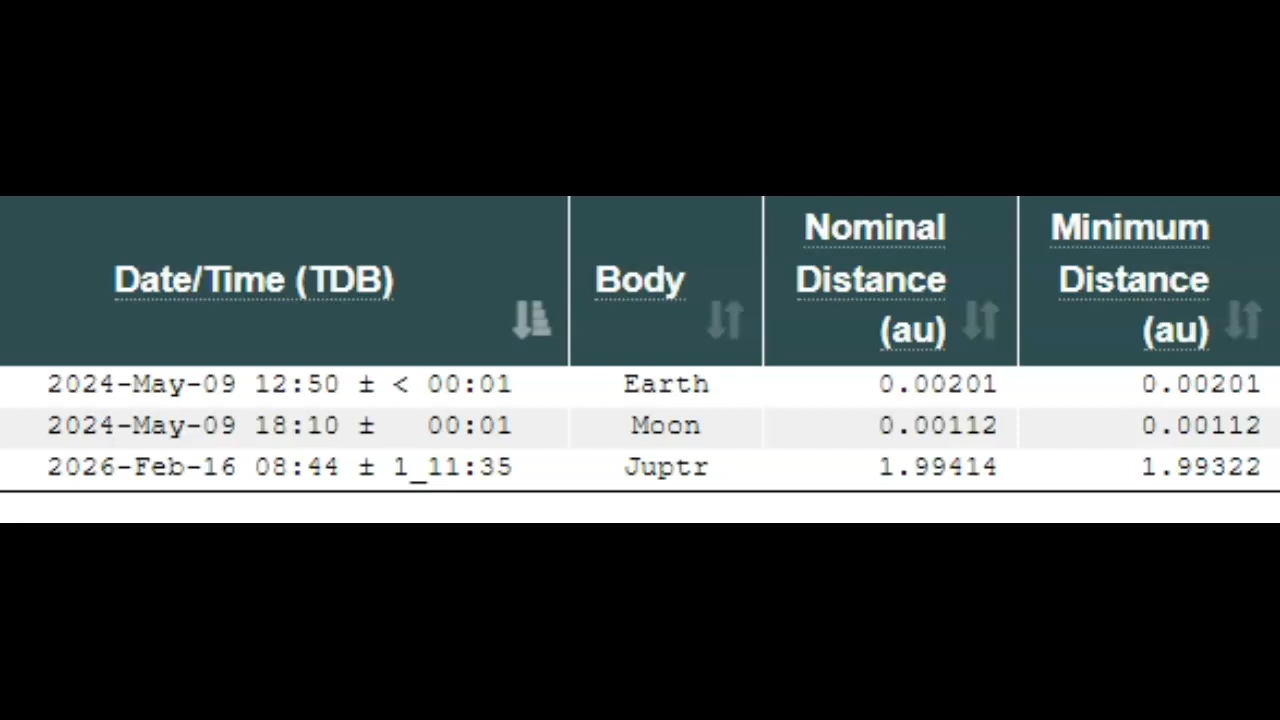 Date/Time (TDB) Body Nominal Distance (au) Minimum Distance (au)
2024-May-09 12:50 ± < 00:01 Earth 0.00201 0.00201
2024-May-09 18:10 ± 00:01 Moon 0.00112 0.00112
2026-Feb-16 08:44 ± 1_11:35 Juptr 1.99414 1.99322